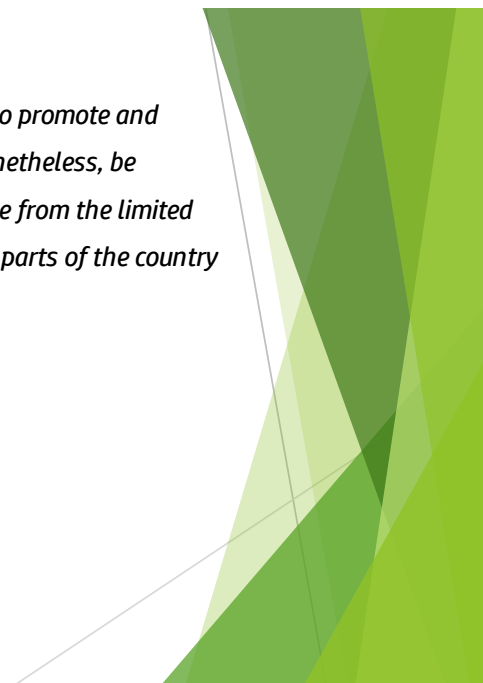 o promote and
netheless, be
e from the limited
parts of the country